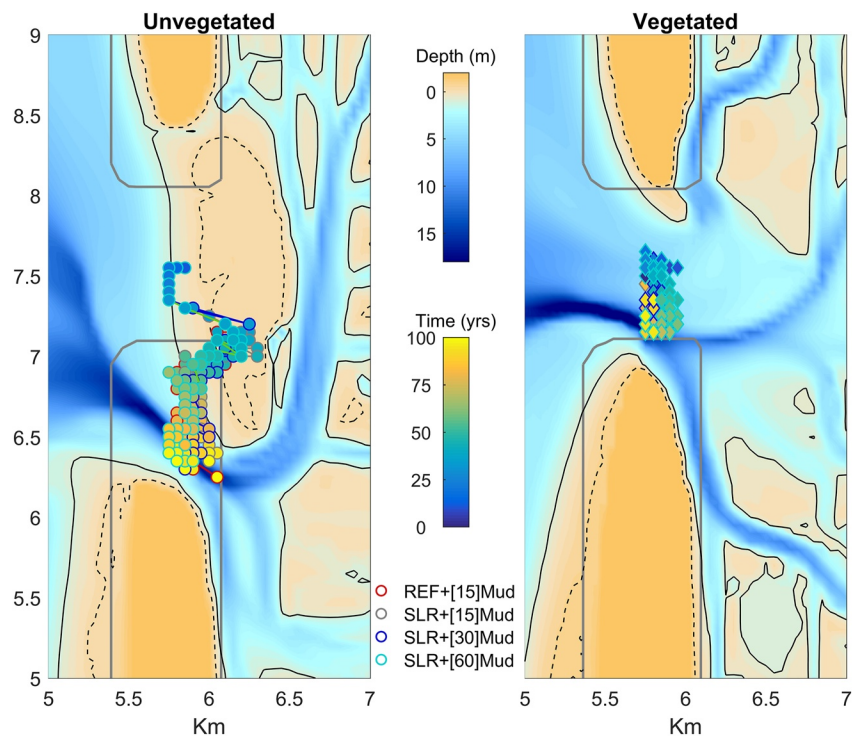 Unvegetated
Vegetated
9
8.5
8
7.5
7
6.5
6
5.5
5
Depth (m)
0
5
10
15
Time (yrs)
100
75
50
25
0
REF+[15]Mud
SLR+[15]Mud
SLR+[30]Mud
SLR+[60]Mud
5 5.5 6 6.5 7
Km
5 5.5 6 6.5 7
Km